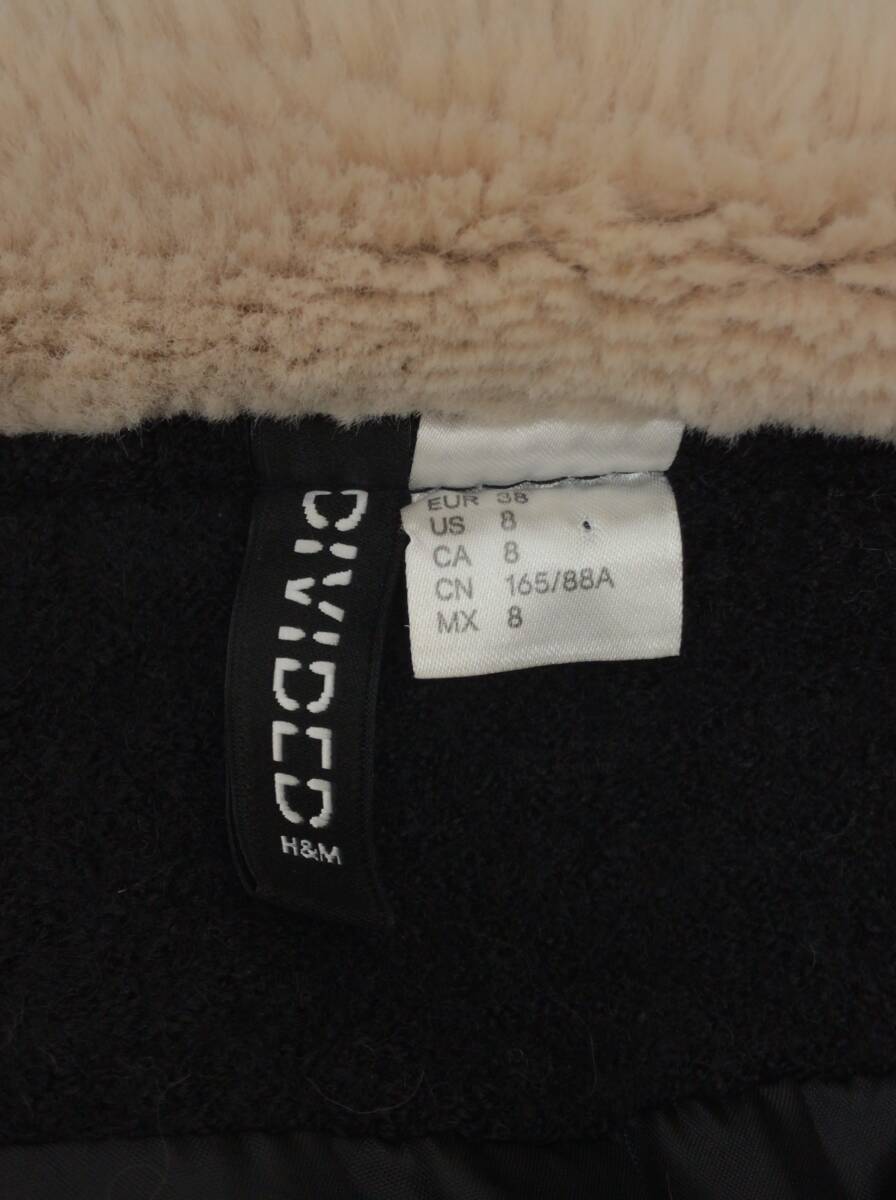 DIVIDED
H&M
EUR 38
US 8
CA 8
CN 165/88A
MX 8